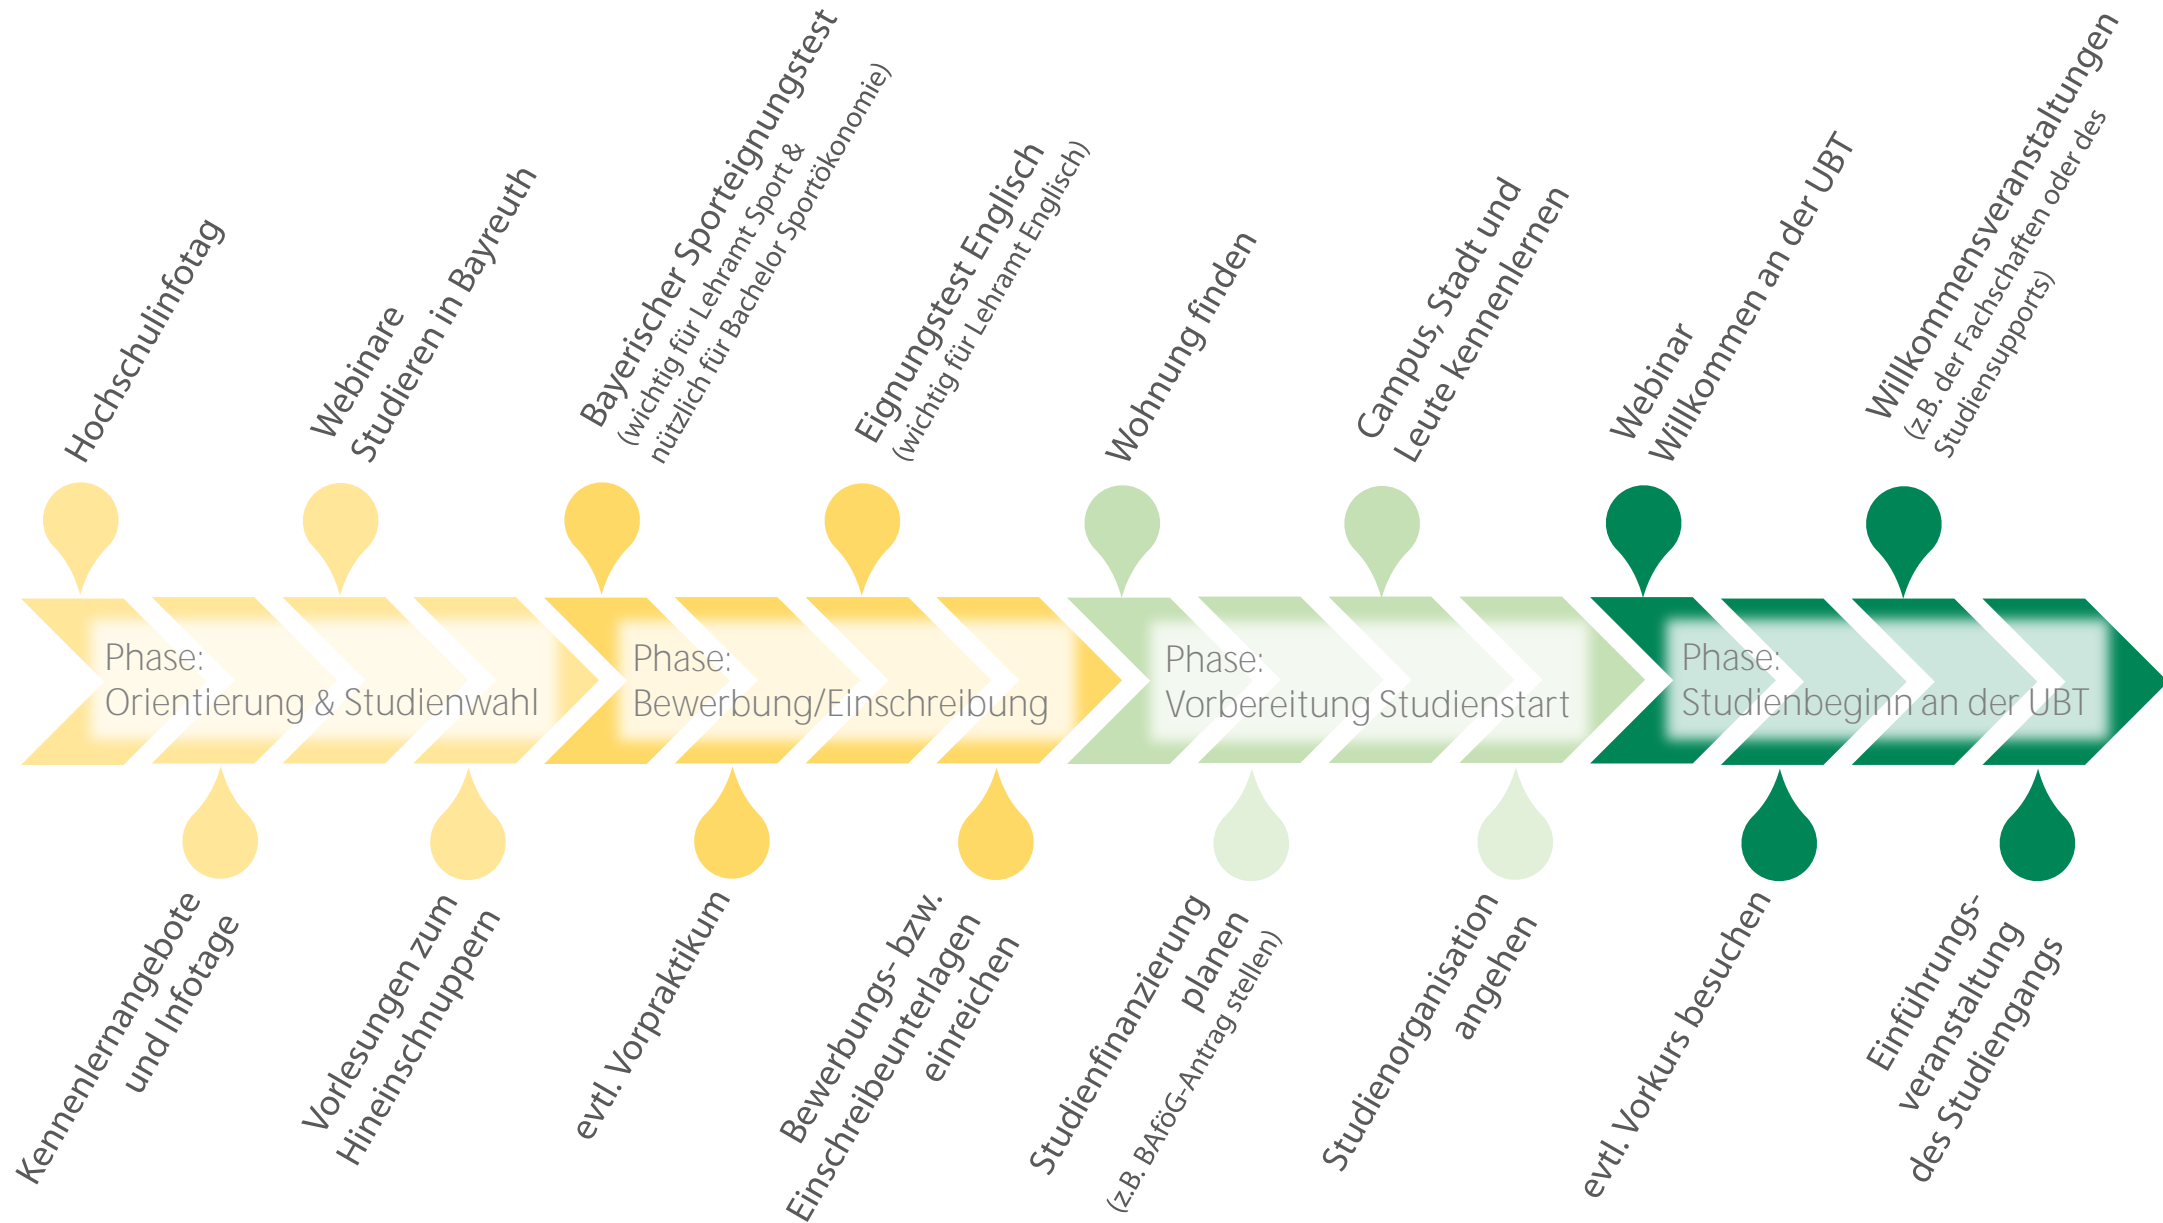 Hochschulinfotag
Webinare
Studieren in Bayreuth
Bayerischer Sporteignungstest
(wichtig für Lehramt Sport &
nützlich für Bachelor Sportökonomie)
Eignungstest Englisch
(wichtig für Lehramt Englisch)
Wohnung finden
Campus, Stadt und
Leute kennenlernen
Webinar
Willkommen an der UBT
Willkommensveranstaltungen
(z.B. der Fachschaften oder des
Studiensupports)
Phase:
Orientierung & Studienwahl
Phase:
Bewerbung/Einschreibung
Phase:
Vorbereitung Studienstart
Phase:
Studienbeginn an der UBT
Kennenlernangebote
und Infotage
Vorlesungen zum
Hineinschnuppern
evtl. Vorpraktikum
Bewerbungs- bzw.
Einschreibeunterlagen
einreichen
Studienfinanzierung
planen
(z.B. BAföG-Antrag stellen)
Studienorganisation
angehen
evtl. Vorkurs besuchen
Einführungs-
veranstaltung
des Studiengangs